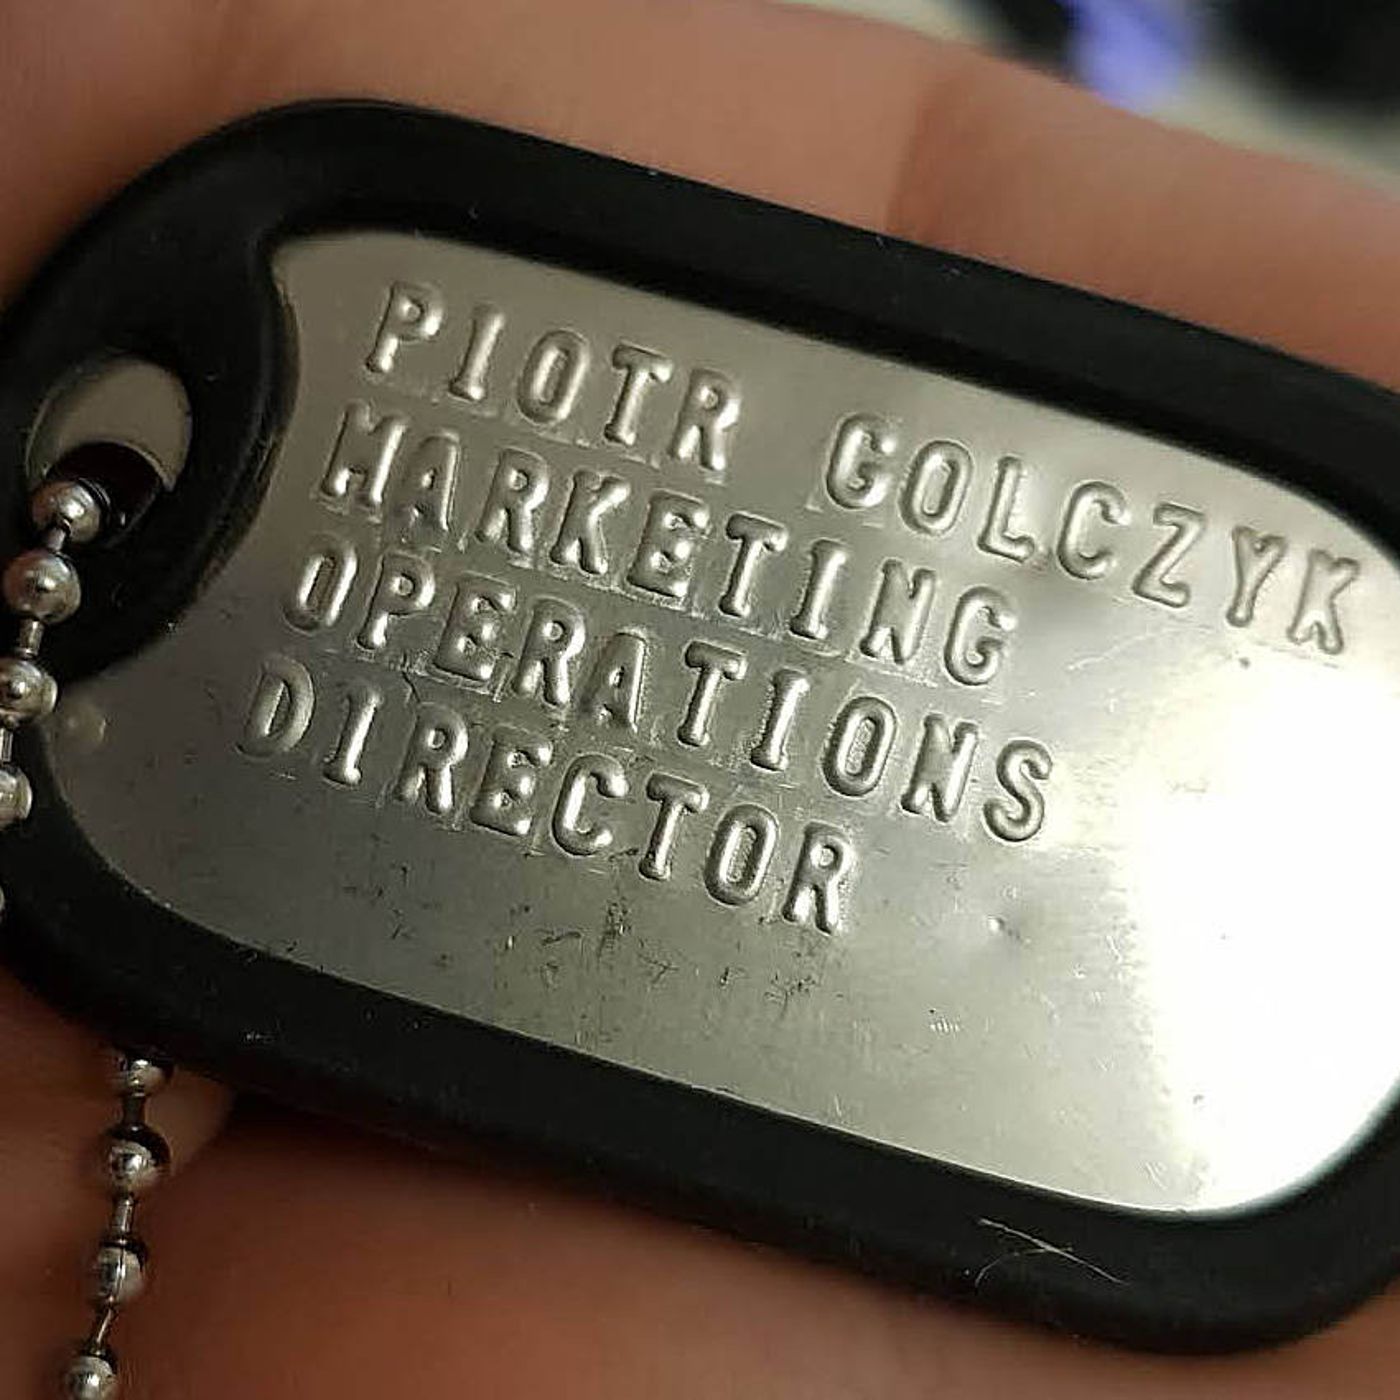 PIOTR GOLCZYK
MARKETING
OPERATIONS
DIRECTOR